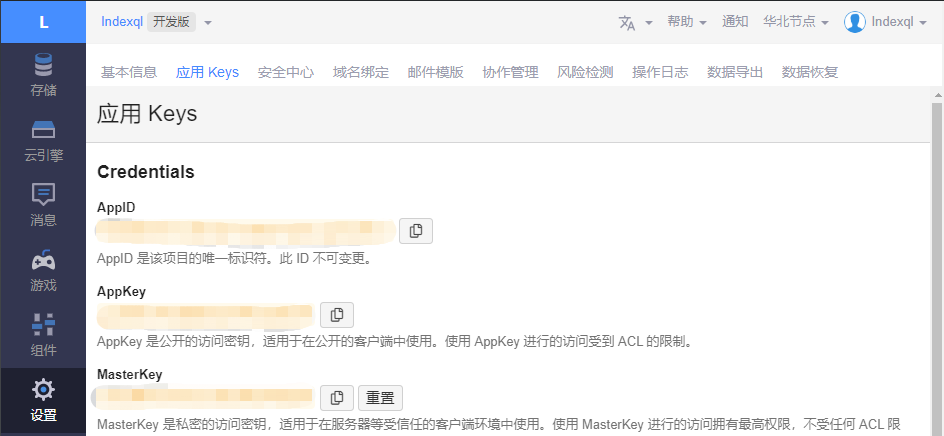 L
Indexql 开发版
帮助 通知 华北节点 Indexql
存储
云引擎
消息
游戏
组件
设置
基本信息 应用 Keys 安全中心 域名绑定 邮件模版 协作管理 风险检测 操作日志 数据导出 数据恢复
应用 Keys
Credentials
AppID
AppID 是该项目的唯一标识符。此 ID 不可变更。
AppKey
AppKey 是公开的访问密钥，适用于在公开的客户端中使用。使用 AppKey 进行的访问受到 ACL 的限制。
MasterKey
重置
MasterKey 是私密的访问密钥，适用于在服务器等受信任的客户端环境中使用。使用 MasterKey 进行的访问拥有最高权限，不受任何 ACL 限